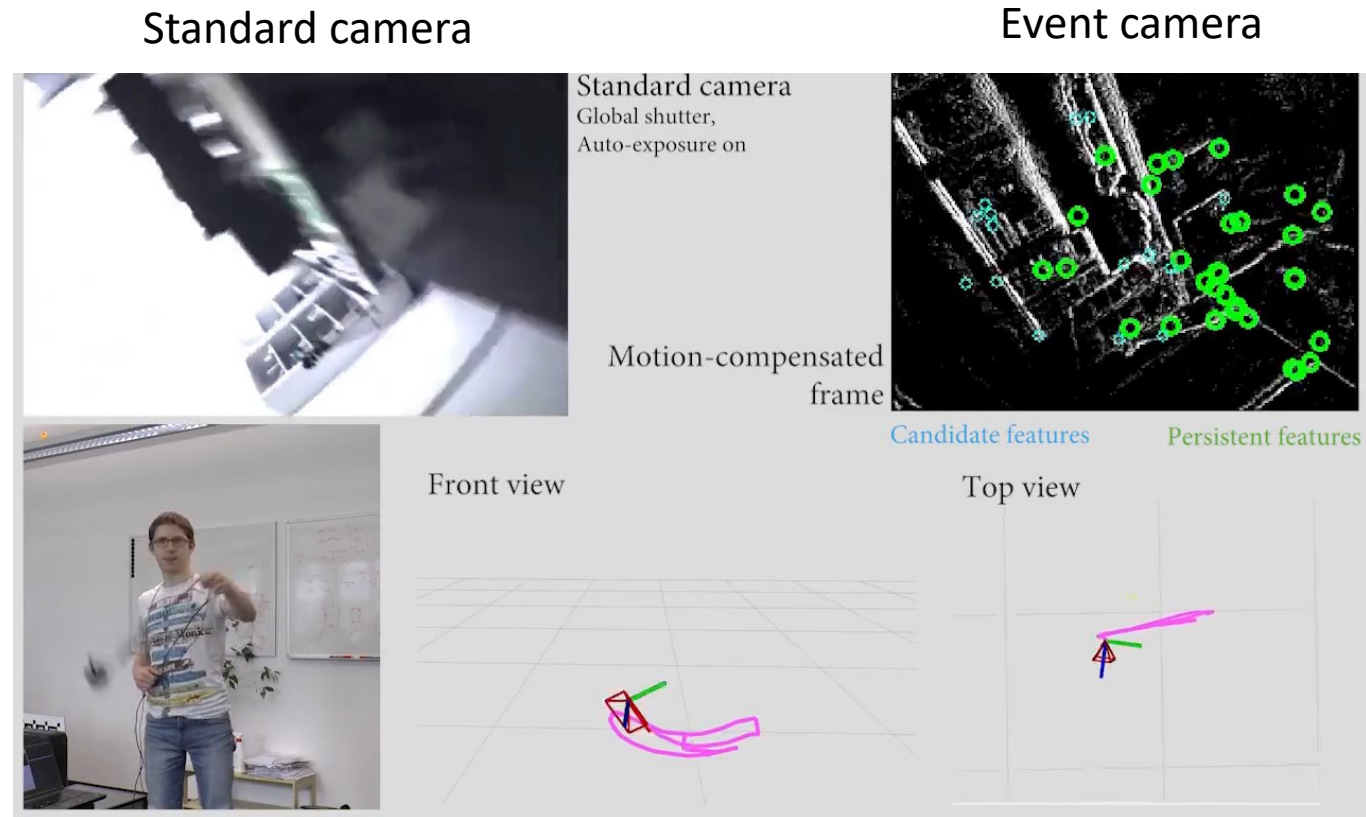 Standard camera
Event camera
Standard camera
Global shutter,
Auto-exposure on
Motion-compensated
frame
Candidate features
Persistent features
Front view
Top view